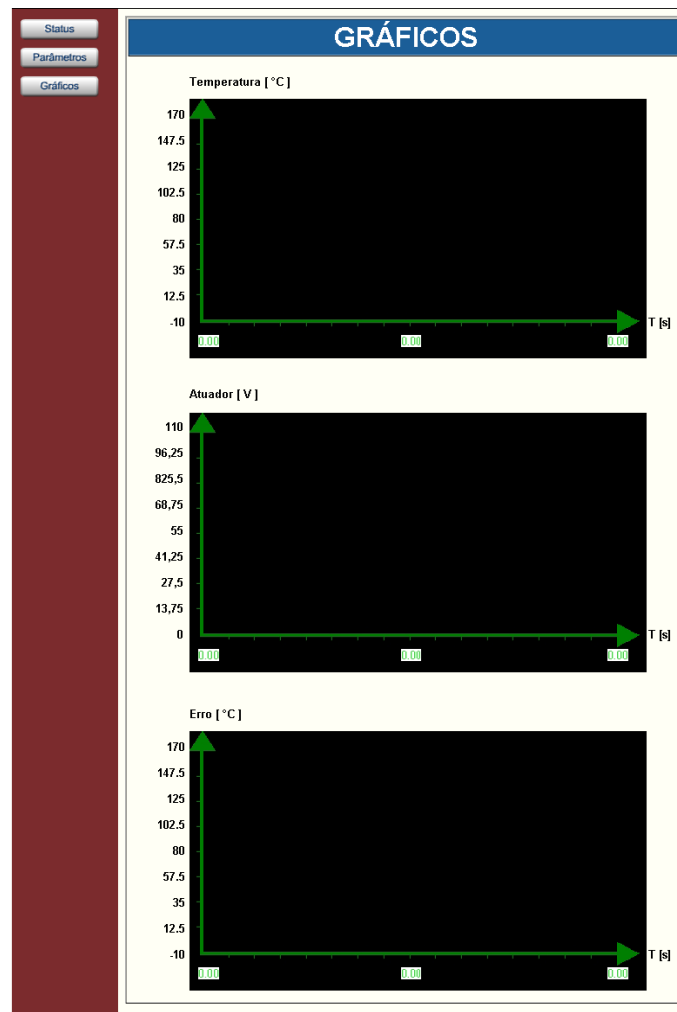 Status
Parâmetros
Gráficos
GRÁFICOS
Temperatura [ °C ]
170
147.5
125
102.5
80
57.5
35
12.5
-10
T [s]
0.00 0.00 0.00
Atuador [ V ]
110
96,25
825,5
68,75
55
41,25
27,5
13,75
0
T [s]
0.00 0.00 0.00
Erro [ °C ]
170
147.5
125
102.5
80
57.5
35
12.5
-10
T [s]
0.00 0.00 0.00